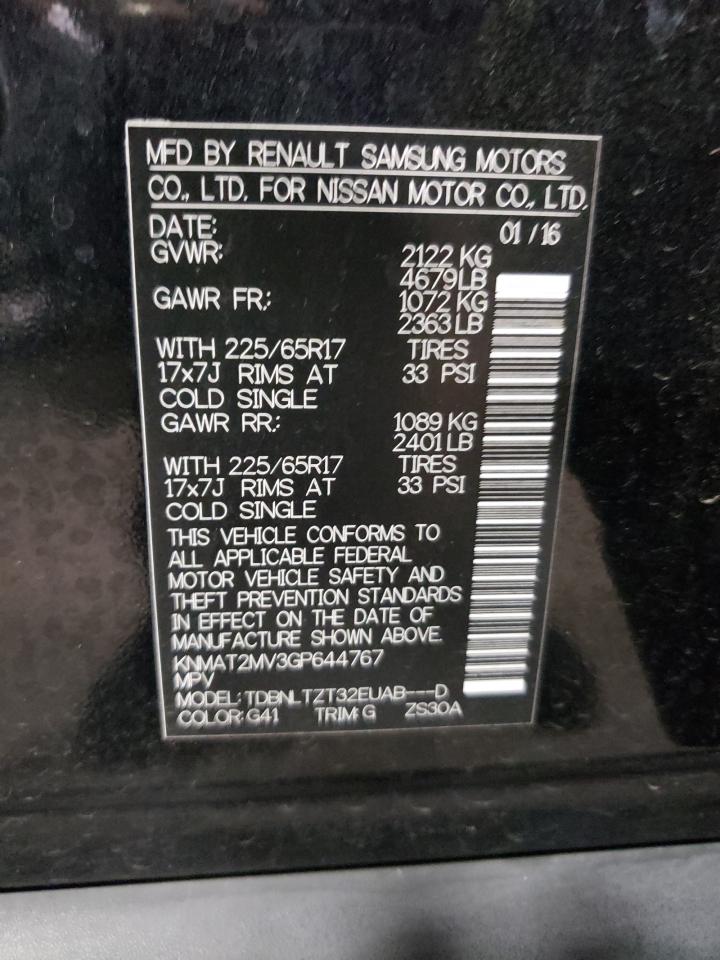 MFD BY RENAULT SAMSUNG MOTORS
CO., LTD. FOR NISSAN MOTOR CO., LTD.
DATE: 01 / 16
GVWR: 2122 KG
4679 LB
GAWR FR.: 1072 KG
2363 LB
WITH 225/65R17 TIRES
17x7J RIMS AT 33 PSI
COLD SINGLE
GAWR RR.: 1089 KG
2401 LB
WITH 225/65R17 TIRES
17x7J RIMS AT 33 PSI
COLD SINGLE
THIS VEHICLE CONFORMS TO
ALL APPLICABLE FEDERAL
MOTOR VEHICLE SAFETY AND
THEFT PREVENTION STANDARDS
IN EFFECT ON THE DATE OF
MANUFACTURE SHOWN ABOVE.
KNMAT2MV3GP644767
MPV
MODEL: TDBNLTZT32EUAB---D
COLOR: G41 TRIM: G ZS30A